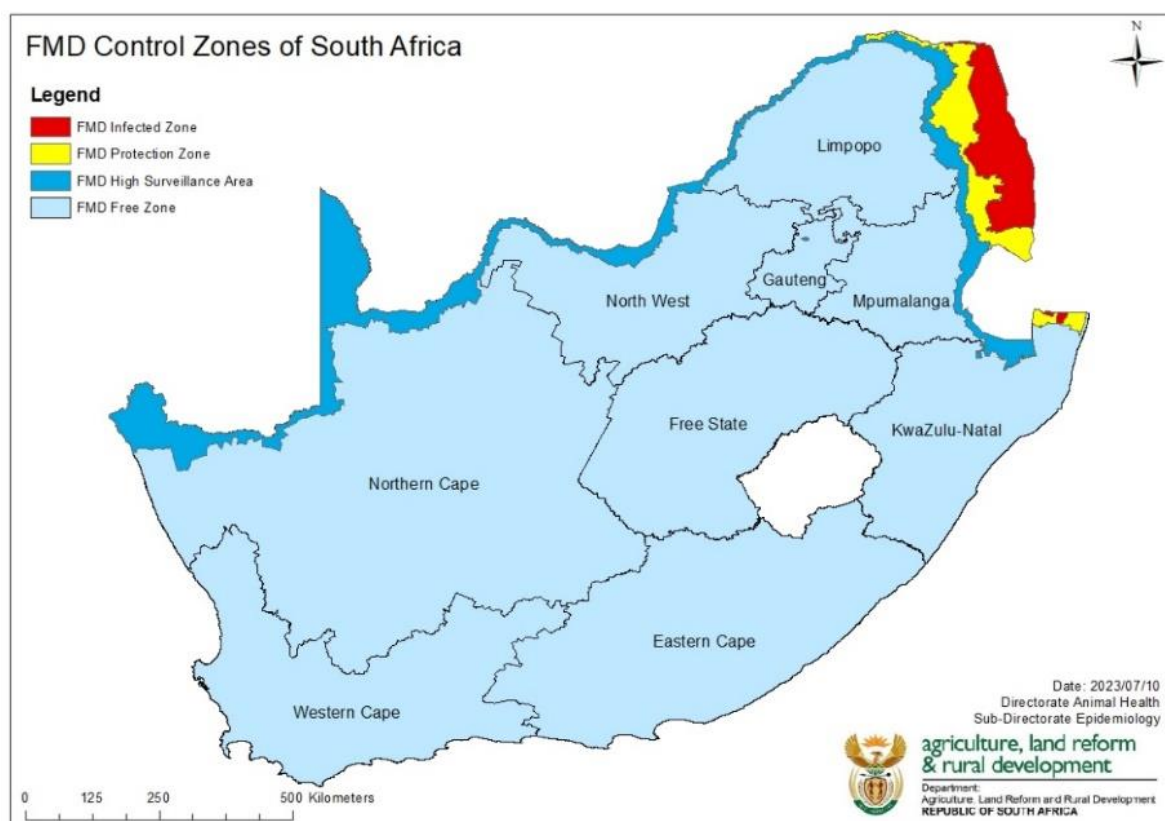 FMD Control Zones of South Africa
N
Legend
FMD Infected Zone
FMD Protection Zone
FMD High Surveillance Area
FMD Free Zone
Limpopo
North West
Gauteng
Mpumalanga
Free State
KwaZulu-Natal
Northern Cape
Eastern Cape
Western Cape
Date: 2023/07/10
Directorate Animal Health
Sub-Directorate Epidemiology
agriculture, land reform
& rural development
Department:
Agriculture, Land Reform and Rural Development
REPUBLIC OF SOUTH AFRICA
0 125 250 500 Kilometers